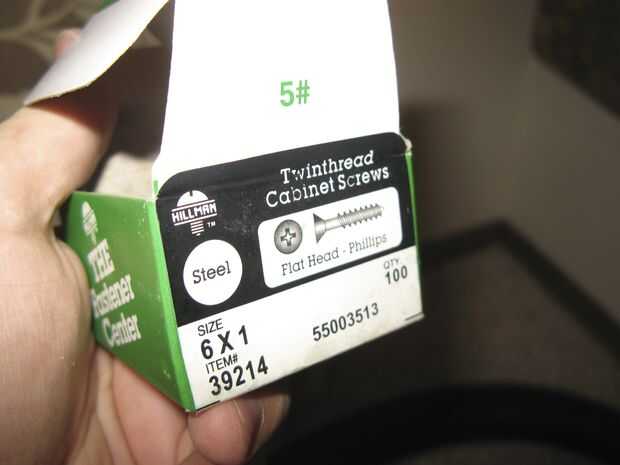 5#
Twinthread
Cabinet Screws
HILLMAN
TM
Steel
Flat Head - Phillips
THE
Fastener
Center
SIZE
6 X 1
ITEM#
39214
55003513
QTY
100